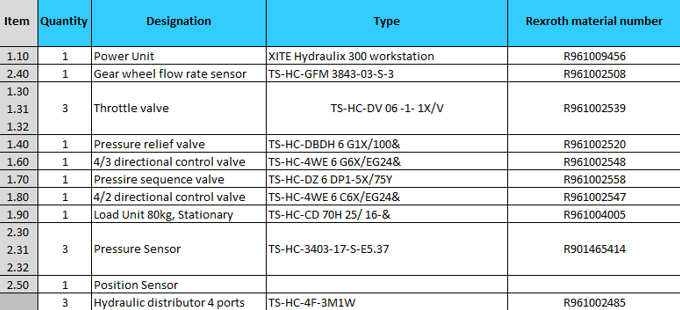 Item Quantity Designation Type Rexroth material number
1.10 1 Power Unit XITE Hydraulix 300 workstation R961009456
2.40 1 Gear wheel flow rate sensor TS-HC-GFM 3843-03-S-3 R961002508
1.30
1.31 3 Throttle valve TS-HC-DV 06 -1- 1X/V R961002539
1.32
1.40 1 Pressure relief valve TS-HC-DBDH 6 G1X/100& R961002520
1.60 1 4/3 directional control valve TS-HC-4WE 6 G6X/EG24& R961002548
1.70 1 Pressire sequence valve TS-HC-DZ 6 DP1-5X/75Y R961002558
1.80 1 4/2 directional control valve TS-HC-4WE 6 C6X/EG24& R961002547
1.90 1 Load Unit 80kg, Stationary TS-HC-CD 70H 25/ 16-& R961004005
2.30
2.31 3 Pressure Sensor TS-HC-3403-17-S-E5.37 R901465414
2.32
2.50 1 Position Sensor
3 Hydraulic distributor 4 ports TS-HC-4F-3M1W R961002485